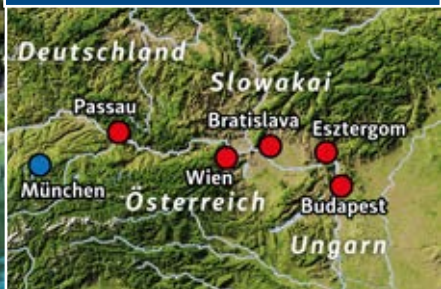 Deutschland
Slowakai
Passau
Bratislava
Esztergom
München
Wien
Österreich
Budapest
Ungarn